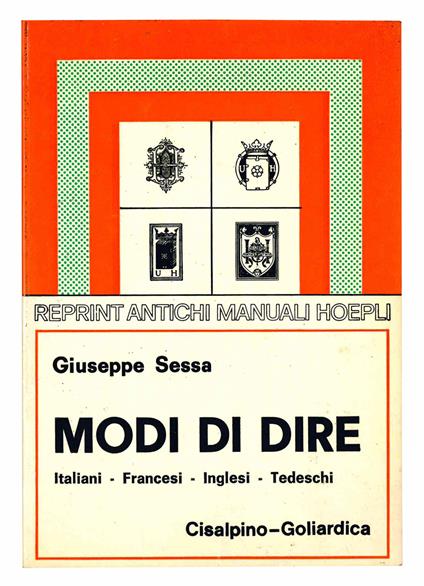 U H
U H
REPRINT ANTICHI MANUALI HOEPLI
Giuseppe Sessa
MODI DI DIRE
Italiani - Francesi - Inglesi - Tedeschi
Cisalpino-Goliardica